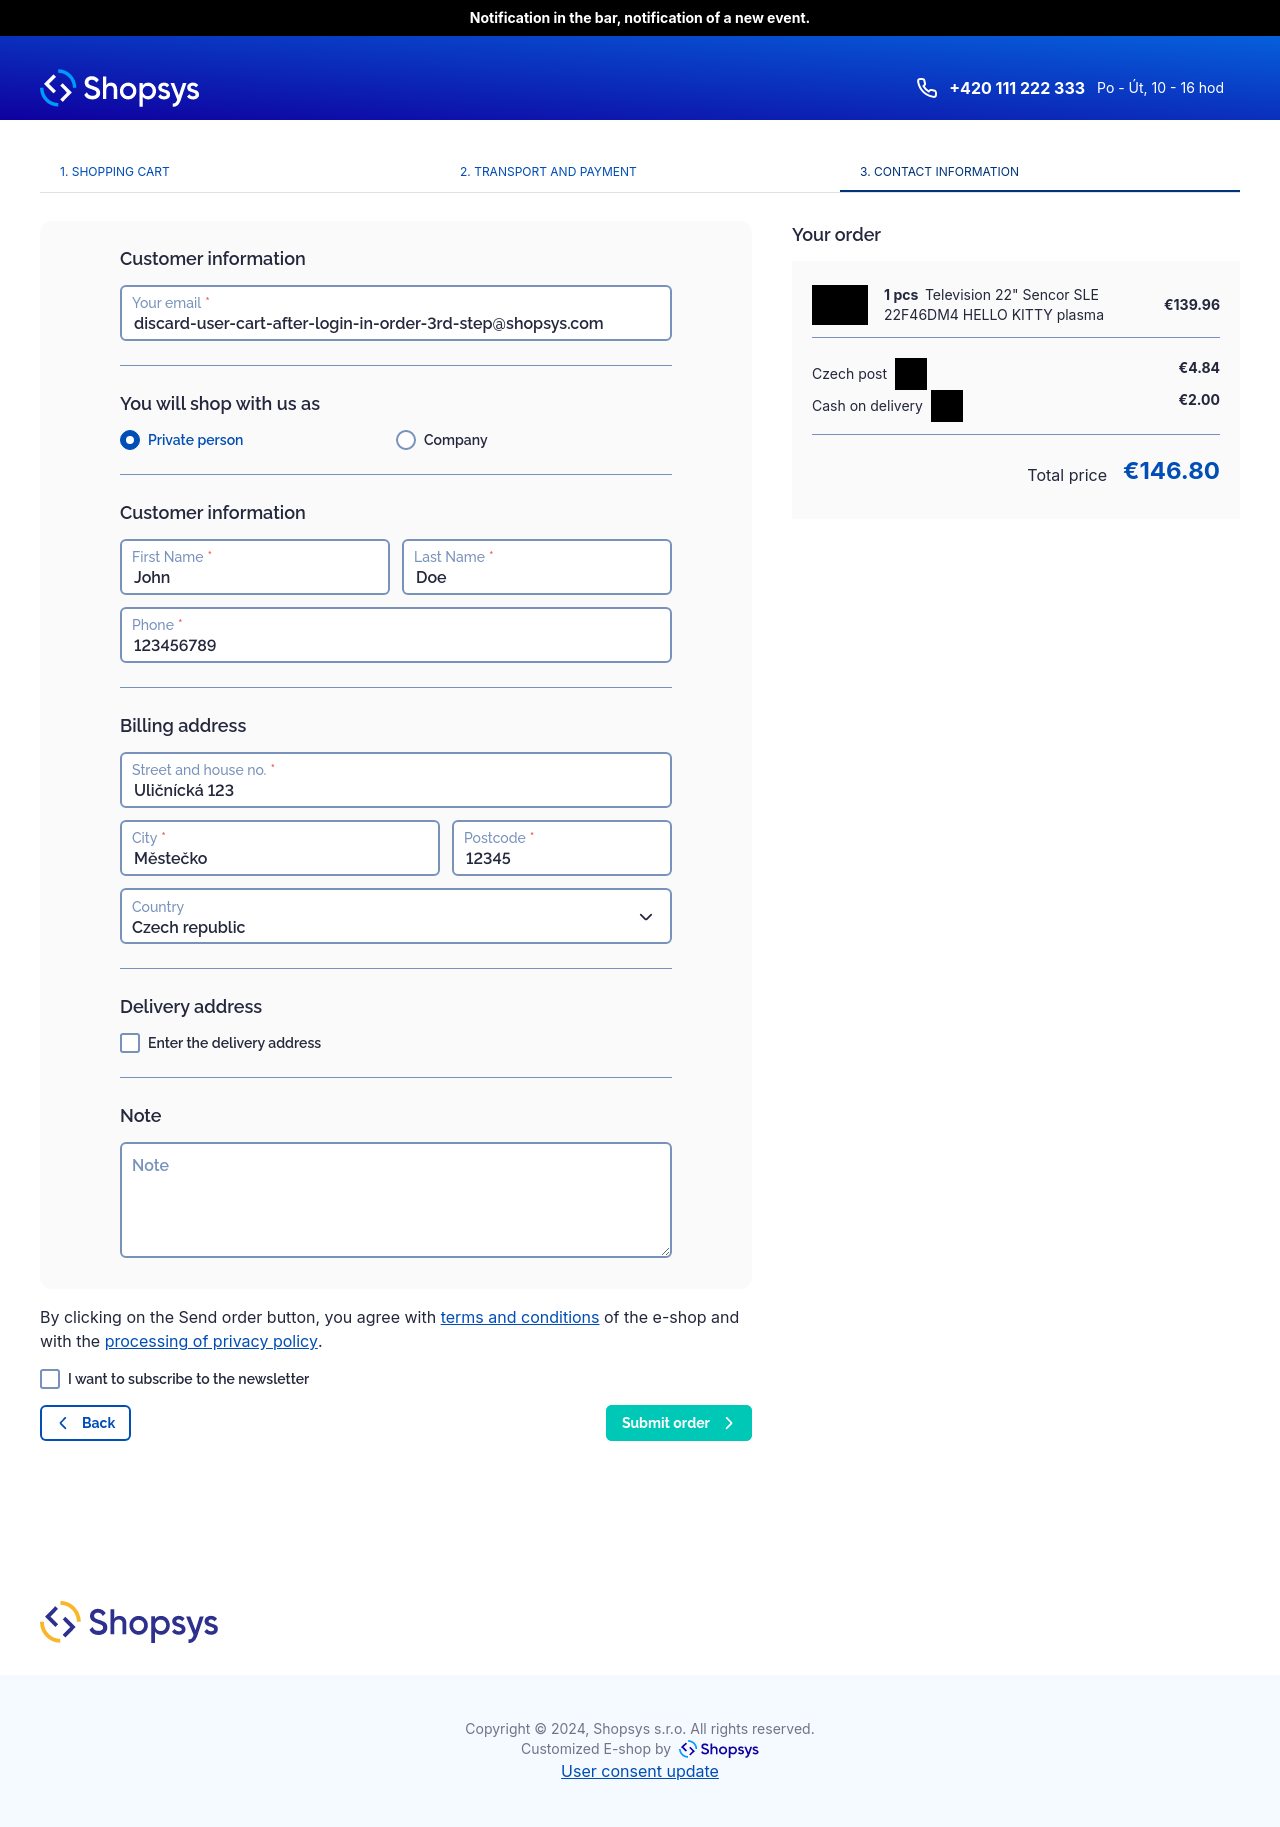 Notification in the bar, notification of a new event.
Shopsys
+420 111 222 333 Po - Út, 10 - 16 hod
1. SHOPPING CART
2. TRANSPORT AND PAYMENT
3. CONTACT INFORMATION
Customer information
Your email *
discard-user-cart-after-login-in-order-3rd-step@shopsys.com
You will shop with us as
Private person
Company
Customer information
First Name *
John
Last Name *
Doe
Phone *
123456789
Billing address
Street and house no. *
Uličnícká 123
City *
Městečko
Postcode *
12345
Country
Czech republic
Delivery address
Enter the delivery address
Note
Note
By clicking on the Send order button, you agree with terms and conditions of the e-shop and
with the processing of privacy policy.
I want to subscribe to the newsletter
Back
Submit order
Your order
1 pcs Television 22" Sencor SLE
22F46DM4 HELLO KITTY plasma
€139.96
Czech post
€4.84
Cash on delivery
€2.00
Total price €146.80
Shopsys
Copyright © 2024, Shopsys s.r.o. All rights reserved.
Customized E-shop by Shopsys
User consent update